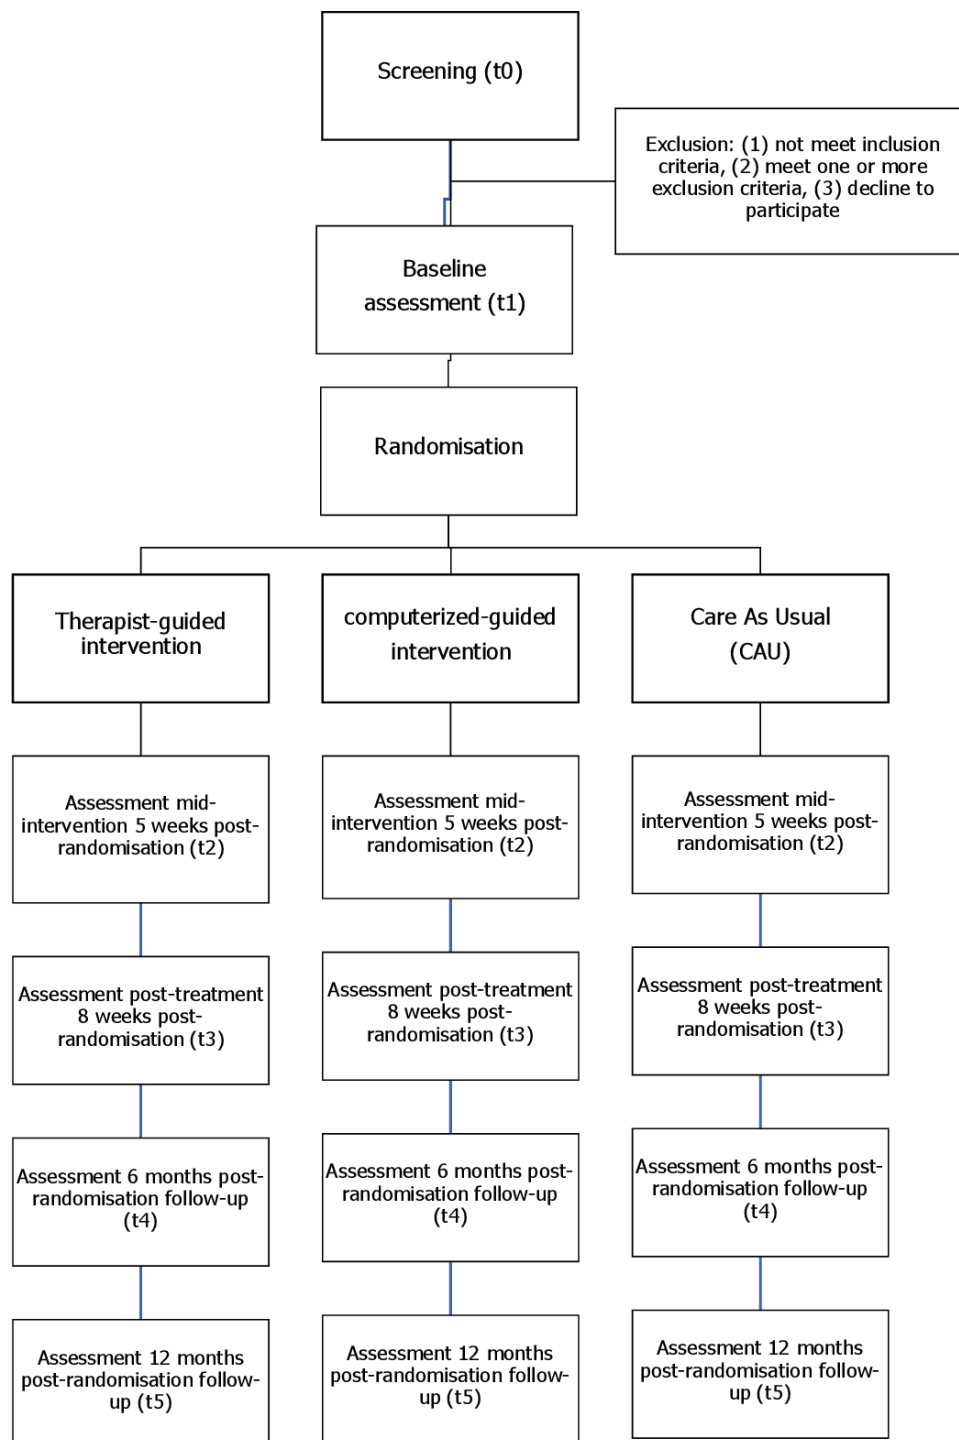 Screening (t0)
Exclusion: (1) not meet inclusion
criteria, (2) meet one or more
exclusion criteria, (3) decline to
participate
Baseline
assessment (t1)
Randomisation
Therapist-guided
intervention
computerized-guided
intervention
Care As Usual
(CAU)
Assessment mid-
intervention 5 weeks post-
randomisation (t2)
Assessment mid-
intervention 5 weeks post-
randomisation (t2)
Assessment mid-
intervention 5 weeks post-
randomisation (t2)
Assessment post-treatment
8 weeks post-
randomisation (t3)
Assessment post-treatment
8 weeks post-
randomisation (t3)
Assessment post-treatment
8 weeks post-
randomisation (t3)
Assessment 6 months post-
randomisation follow-up
(t4)
Assessment 6 months post-
randomisation follow-up
(t4)
Assessment 6 months post-
randomisation follow-up
(t4)
Assessment 12 months
post-randomisation follow-
up (t5)
Assessment 12 months
post-randomisation follow-
up (t5)
Assessment 12 months
post-randomisation follow-
up (t5)